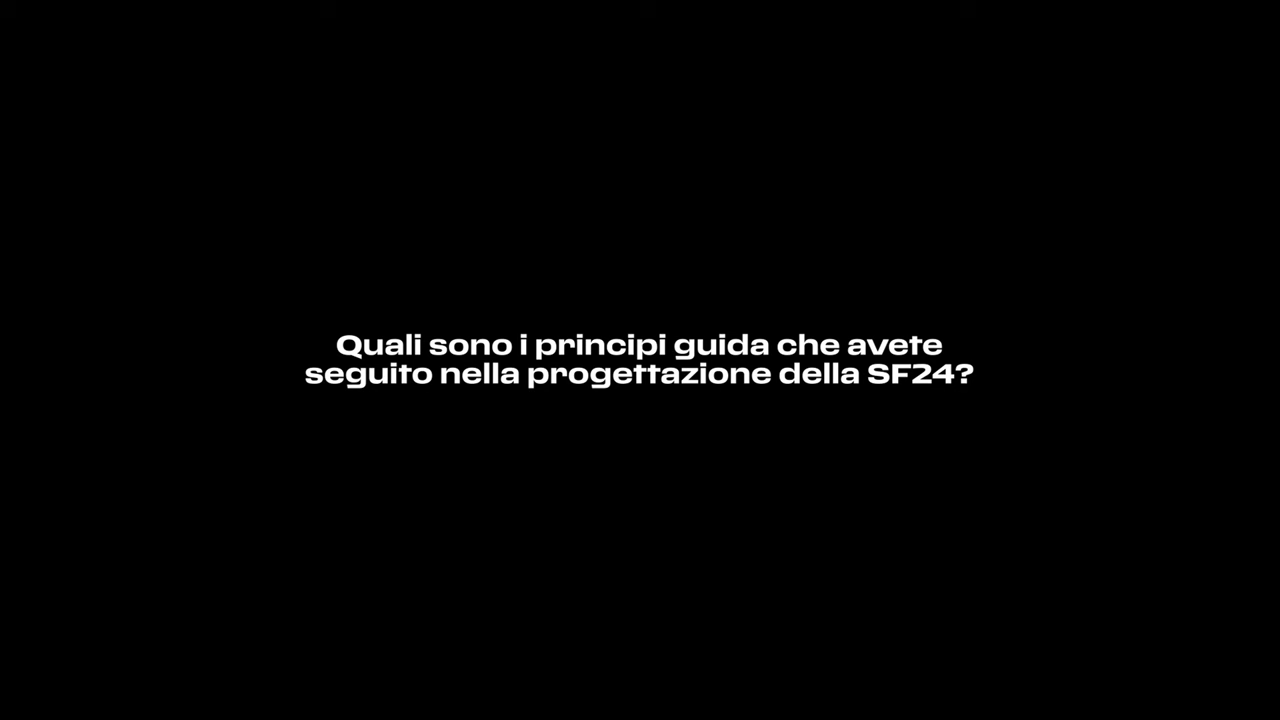 Quali sono i principi guida che avete
seguito nella progettazione della SF24?